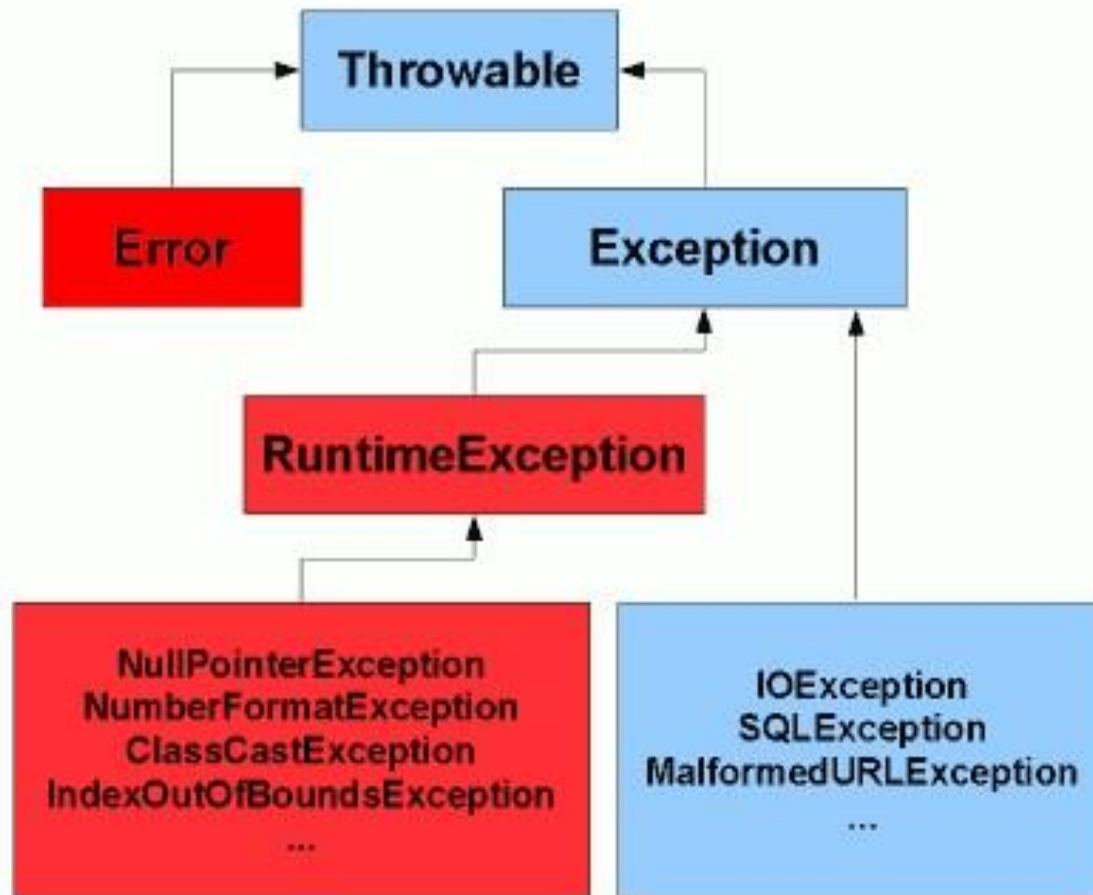 Throwable
Error
Exception
RuntimeException
NullPointerException
NumberFormatException
ClassCastException
IndexOutOfBoundsException
...
IOException
SQLException
MalformedURLException
...